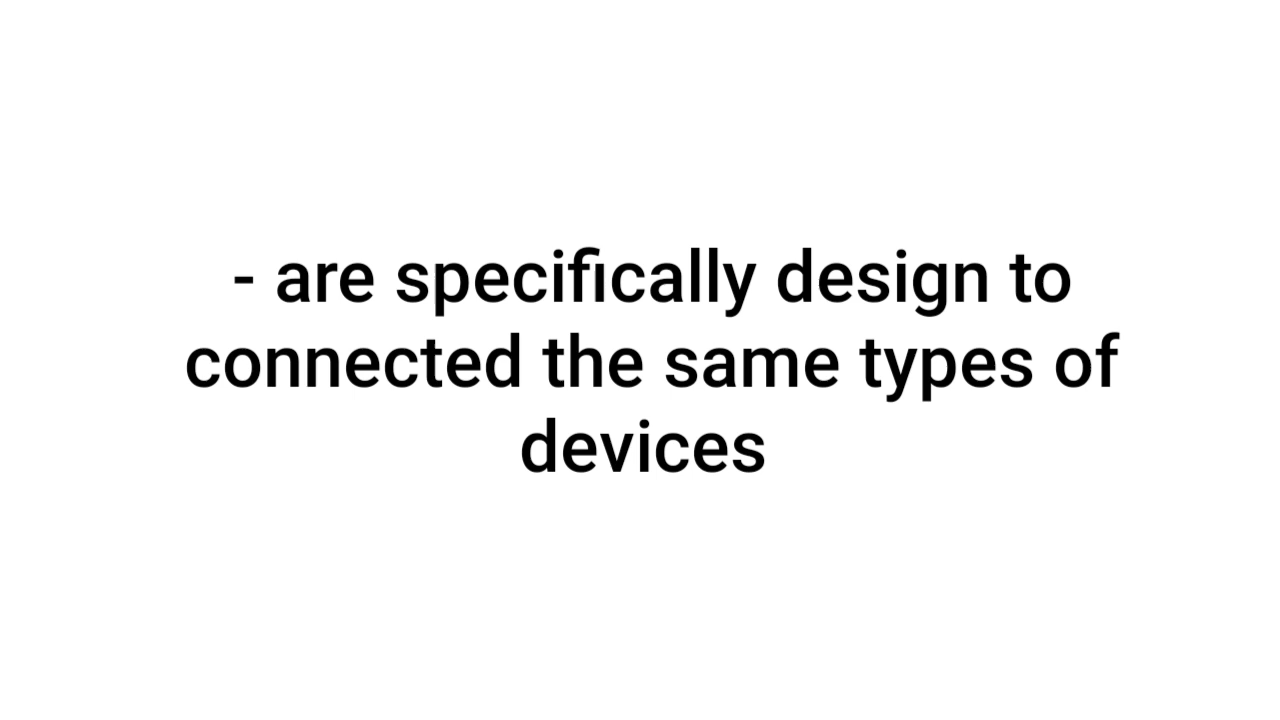 - are specifically design to
connected the same types of
devices